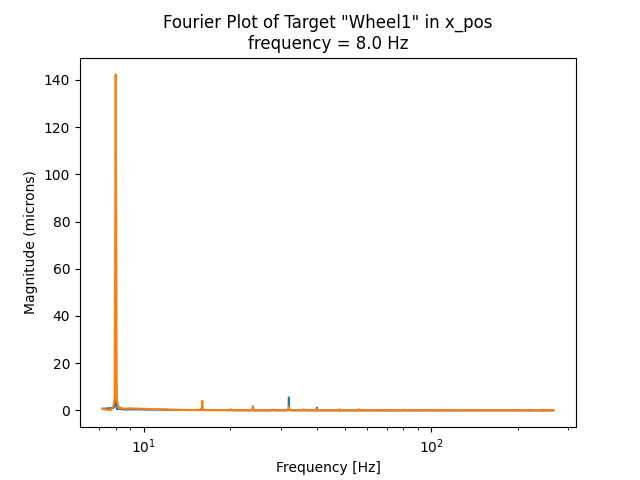 Fourier Plot of Target "Wheel1" in x_pos
frequency = 8.0 Hz
140
120
100
80
60
40
20
0
Magnitude (microns)
10¹
10²
Frequency [Hz]